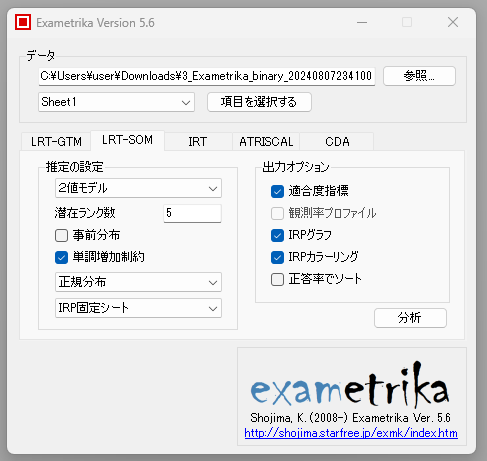 Exametrika Version 5.6
データ
C:¥Users¥user¥Downloads¥3_Exametrika_binary_20240807234100
参照...
Sheet1
項目を選択する
LRT-GTM
LRT-SOM
IRT
ATRISCAL
CDA
推定の設定
2値モデル
潜在ランク数
5
事前分布
単調増加制約
正規分布
IRP固定シート
出力オプション
適合度指標
観測率プロファイル
IRPグラフ
IRPカラーリング
正答率でソート
分析
exametrika
Shojima, K. (2008-) Exametrika Ver. 5.6
http://shojima.starfree.jp/exmk/index.htm